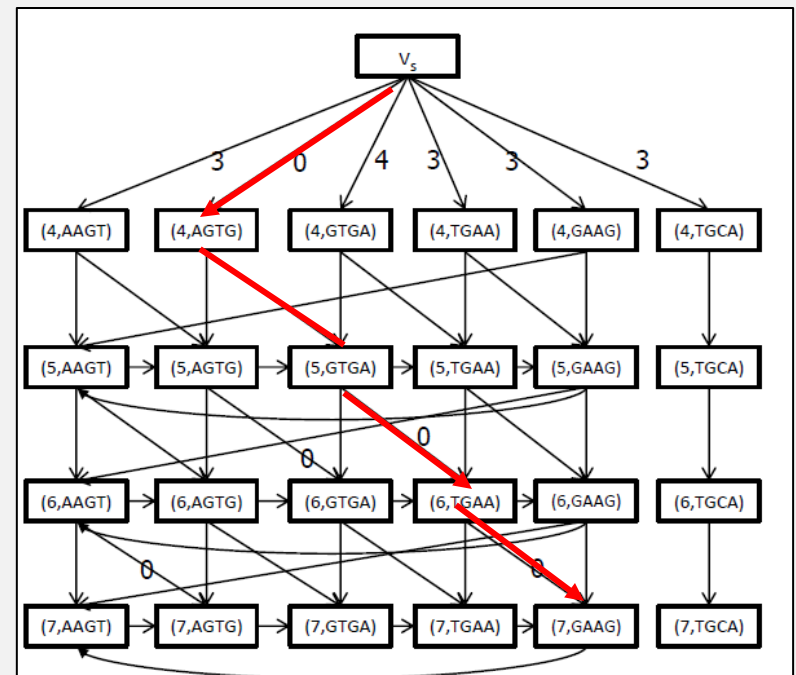 Vs
3 0 4 3 3 3
(4,AAGT) (4,AGTG) (4,GTGA) (4,TGAA) (4,GAAG) (4,TGCA)
(5,AAGT) (5,AGTG) (5,GTGA) (5,TGAA) (5,GAAG) (5,TGCA)
0
0
(6,AAGT) (6,AGTG) (6,GTGA) (6,TGAA) (6,GAAG) (6,TGCA)
0 0
(7,AAGT) (7,AGTG) (7,GTGA) (7,TGAA) (7,GAAG) (7,TGCA)